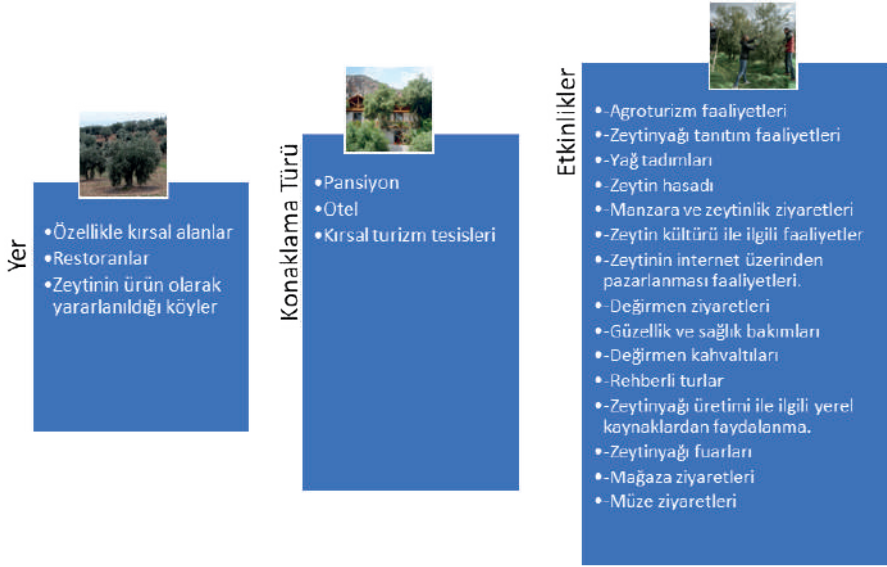 Yer
•Özellikle kırsal alanlar
•Restoranlar
•Zeytinin ürün olarak
yararlanıldığı köyler
Konaklama Türü
•Pansiyon
•Otel
•Kırsal turizm tesisleri
Etkinlikler
•-Agroturizm faaliyetleri
•-Zeytinyağı tanıtım faaliyetleri
•-Yağ tadımları
•-Zeytin hasadı
•-Manzara ve zeytinlik ziyaretleri
•-Zeytin kültürü ile ilgili faaliyetler
•-Zeytinin internet üzerinden
pazarlanması faaliyetleri.
•-Değirmen ziyaretleri
•-Güzellik ve sağlık bakımları
•-Değirmen kahvaltıları
•-Rehberli turlar
•-Zeytinyağı üretimi ile ilgili yerel
kaynaklardan faydalanma.
•-Zeytinyağı fuarları
•-Mağaza ziyaretleri
•-Müze ziyaretleri